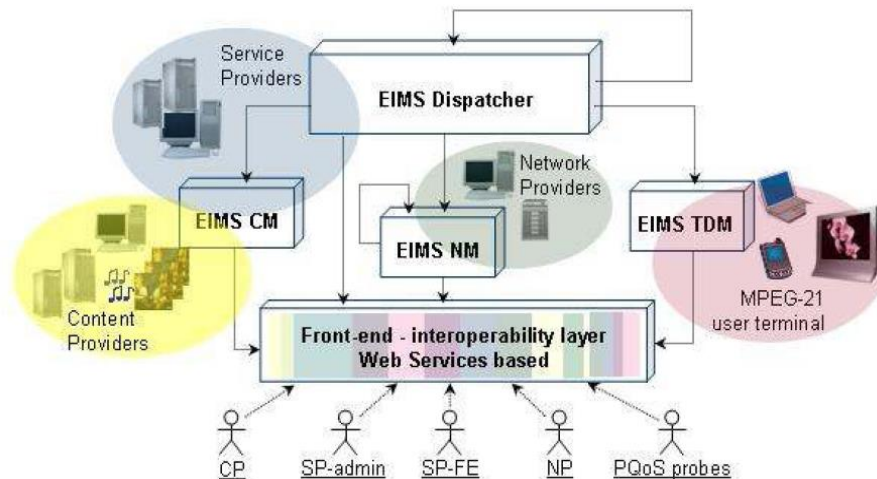 Service
Providers
EIMS Dispatcher
Network
Providers
EIMS CM
EIMS NM
EIMS TDM
Content
Providers
MPEG-21
user terminal
Front-end - interoperability layer
Web Services based
CP
SP-admin
SP-FE
NP
PQoS probes